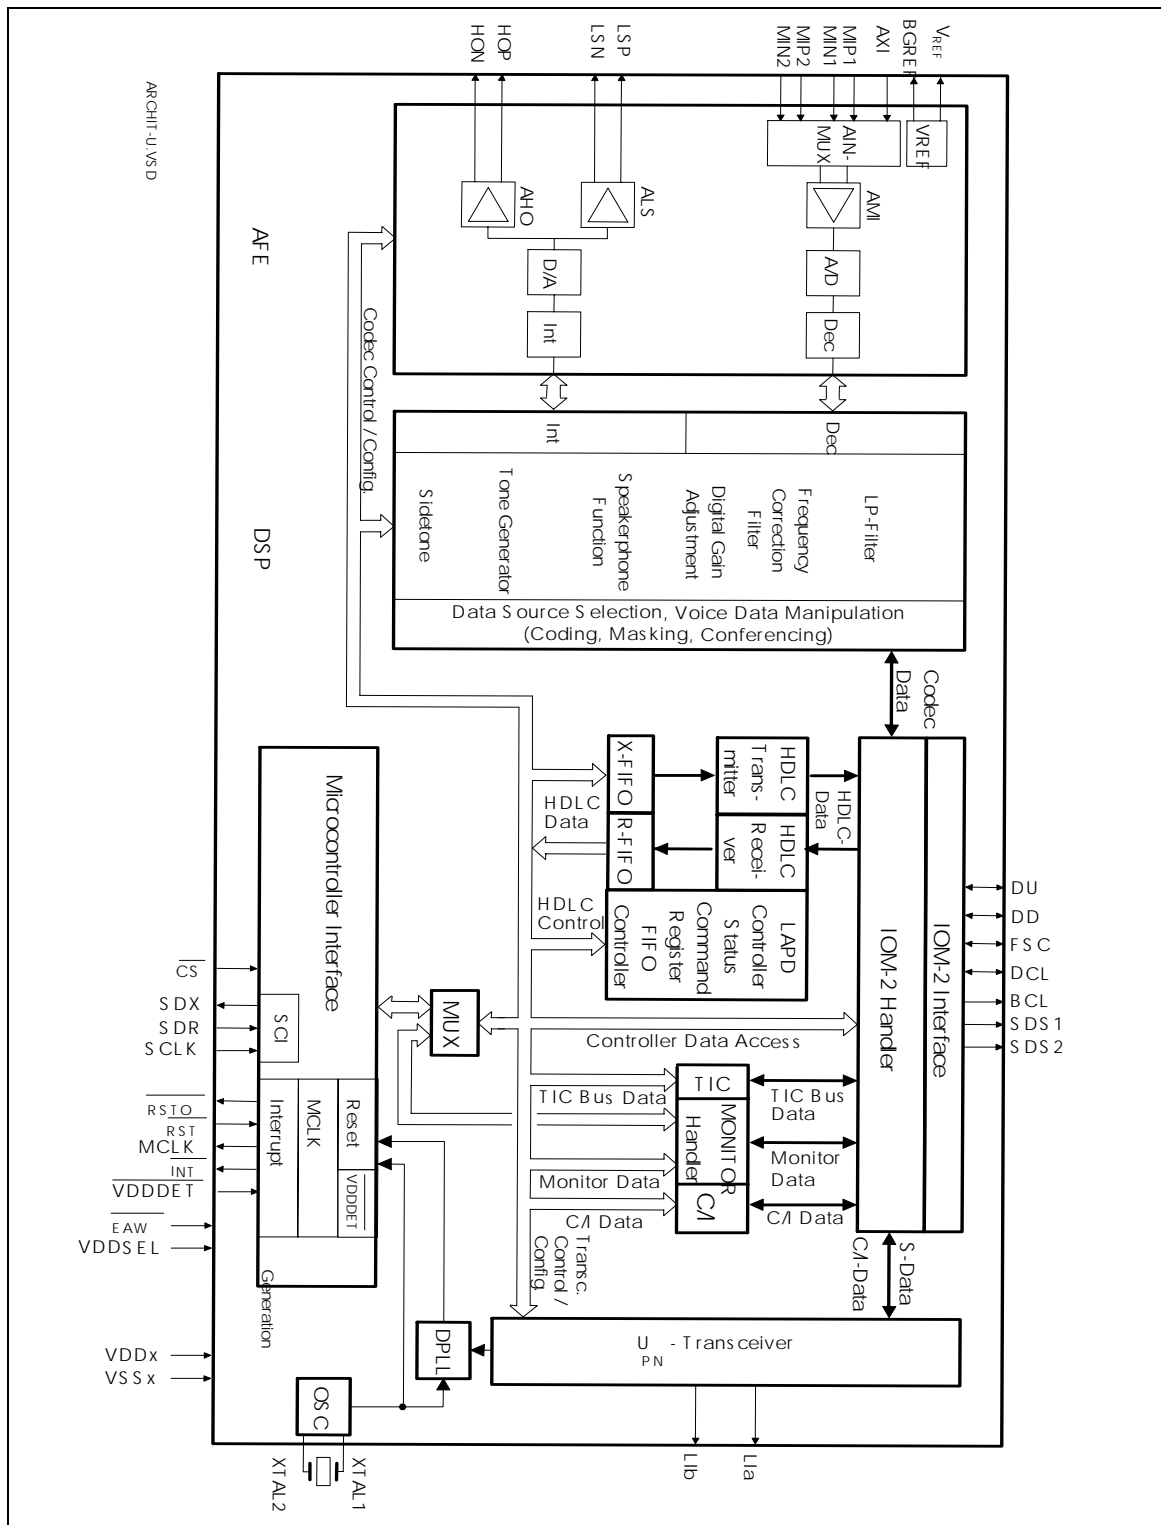 HON
HOP
LSN
LSP
MIN2
MIP2
MIN1
MIP1
AXI
BGREF
VREF
ARCHIT-U.VSD
AIN-
MUX
VREF
AHO
ALS
AMI
AFE
D/A
A/D
Int
Dec
Codec Control / Config.
Int
Dec
DSP
Sidetone
Tone Generator
Speakerphone
Function
Digital Gain
Adjustment
Frequency
Correction
Filter
LP-Filter
Data Source Selection, Voice Data Manipulation
(Coding, Masking, Conferencing)
Codec
Data
X-FIFO
HDLC
Trans-
mitter
HDLC-
Data
HDLC
Data
R-FIFO
HDLC
Recei-
ver
HDLC
Control
LAPD
Controller
Status
Command
Register
FIFO
Controller
IOM-2 Handler
IOM-2 Interface
DU
DD
FSC
DCL
BCL
SDS1
SDS2
Microcontroller Interface
CS
SDX
SDR
SCLK
SCI
MUX
Controller Data Access
TIC
TIC Bus Data
TIC Bus
Data
MONITOR
Handler
Monitor Data
Monitor
Data
C/I
C/I Data
C/I Data
RSTO
RST
MCLK
INT
VDDDET
EAW
VDDSEL
Reset
VDDDET
MCLK
Interrupt
Generation
Transc.
Control /
Config.
S-Data
C/I-Data
VDDx
VSSx
DPLL
UPN - Transceiver
OSC
XTAL2
XTAL1
LIb
LIa